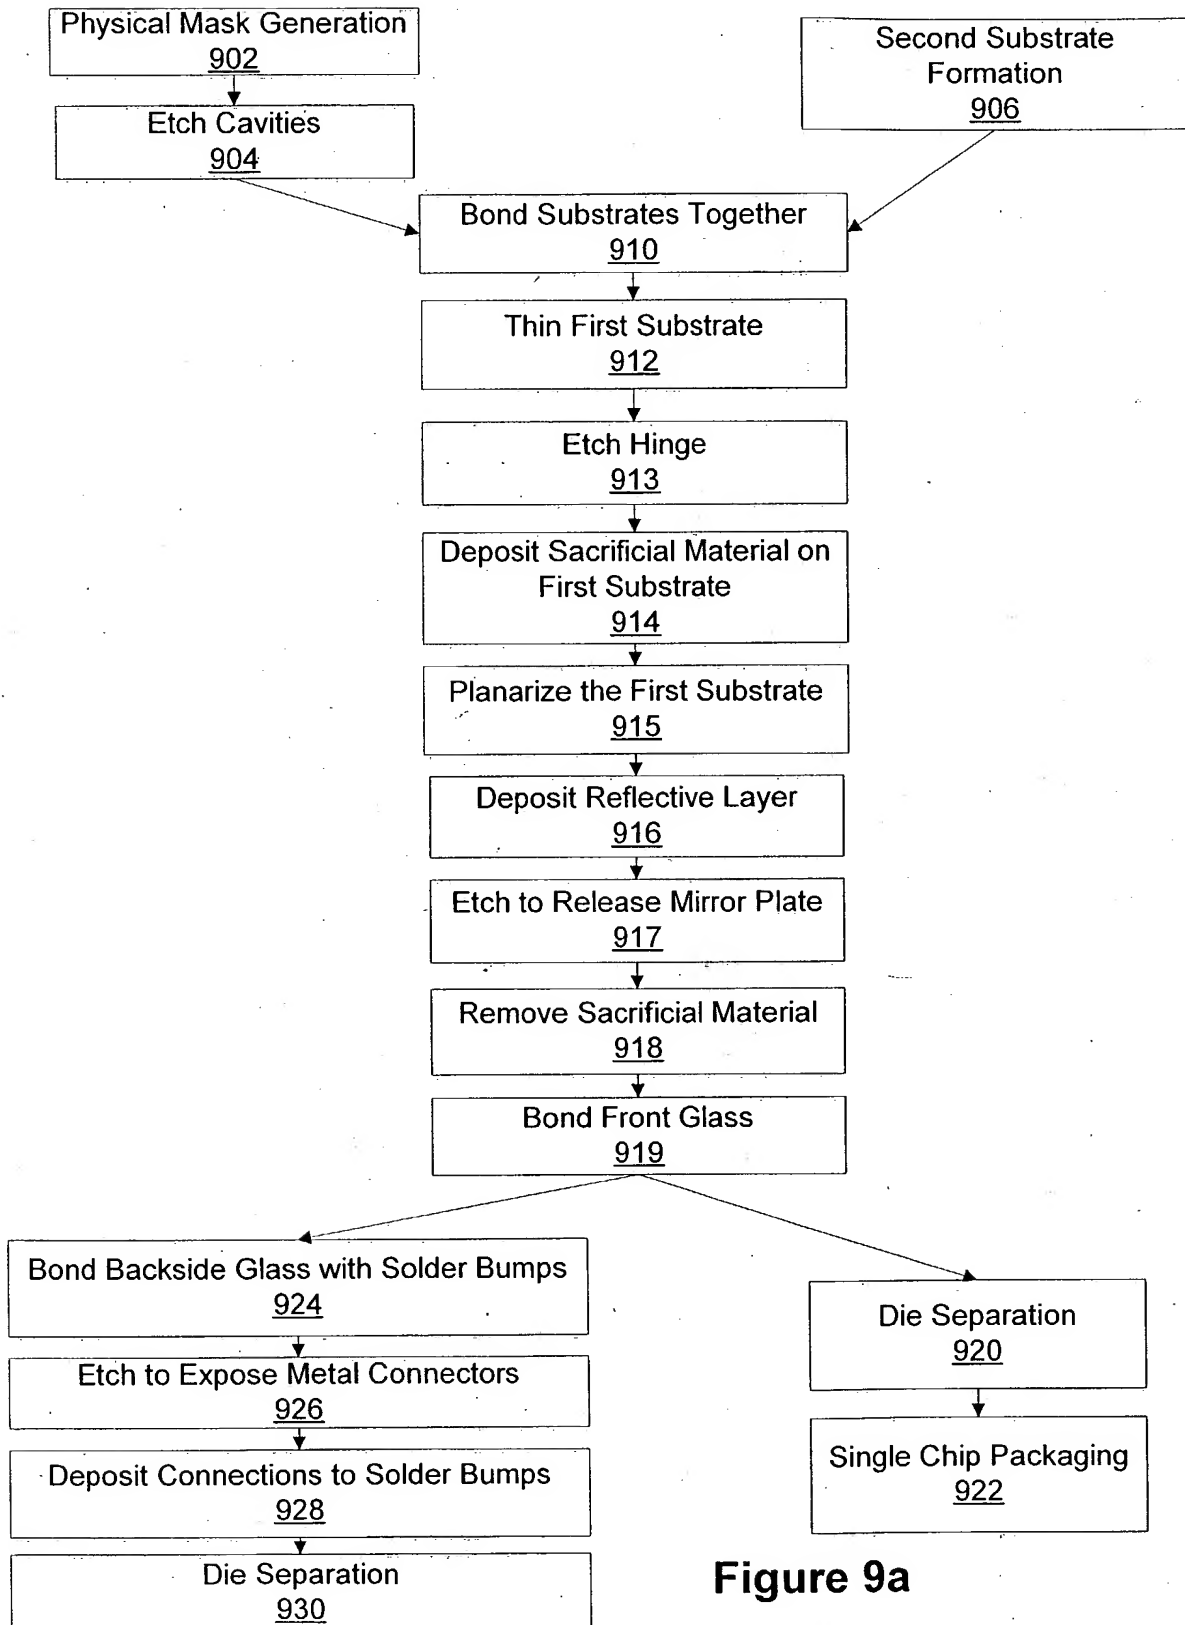 Physical Mask Generation
902
Second Substrate
Formation
906
Etch Cavities
904
Bond Substrates Together
910
Thin First Substrate
912
Etch Hinge
913
Deposit Sacrificial Material on
First Substrate
914
Planarize the First Substrate
915
Deposit Reflective Layer
916
Etch to Release Mirror Plate
917
Remove Sacrificial Material
918
Bond Front Glass
919
Bond Backside Glass with Solder Bumps
924
Etch to Expose Metal Connectors
926
Deposit Connections to Solder Bumps
928
Die Separation
930
Die Separation
920
Single Chip Packaging
922
Figure 9a